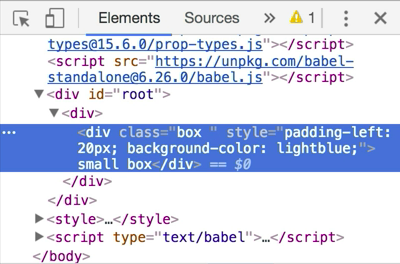 Elements Sources » 1
types@15.6.0/prop-types.js"></script>
<script src="https://unpkg.com/babel-
standalone@6.26.0/babel.js"></script>
▼<div id="root">
▼<div>
<div class="box " style="padding-left:
20px; background-color: lightblue;">
small box</div> == $0
</div>
</div>
▶<style>…</style>
▶<script type="text/babel">…</script>
</body>